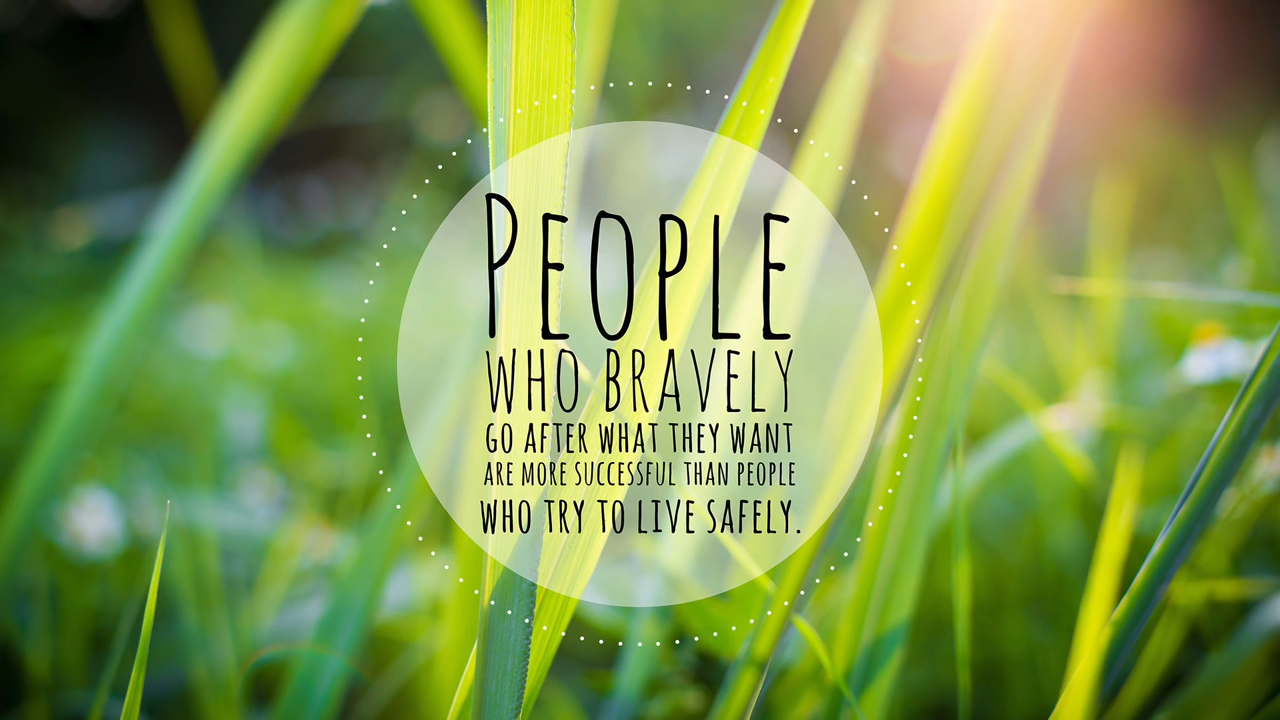 People
who bravely
go after what they want
are more successful than people
who try to live safely.